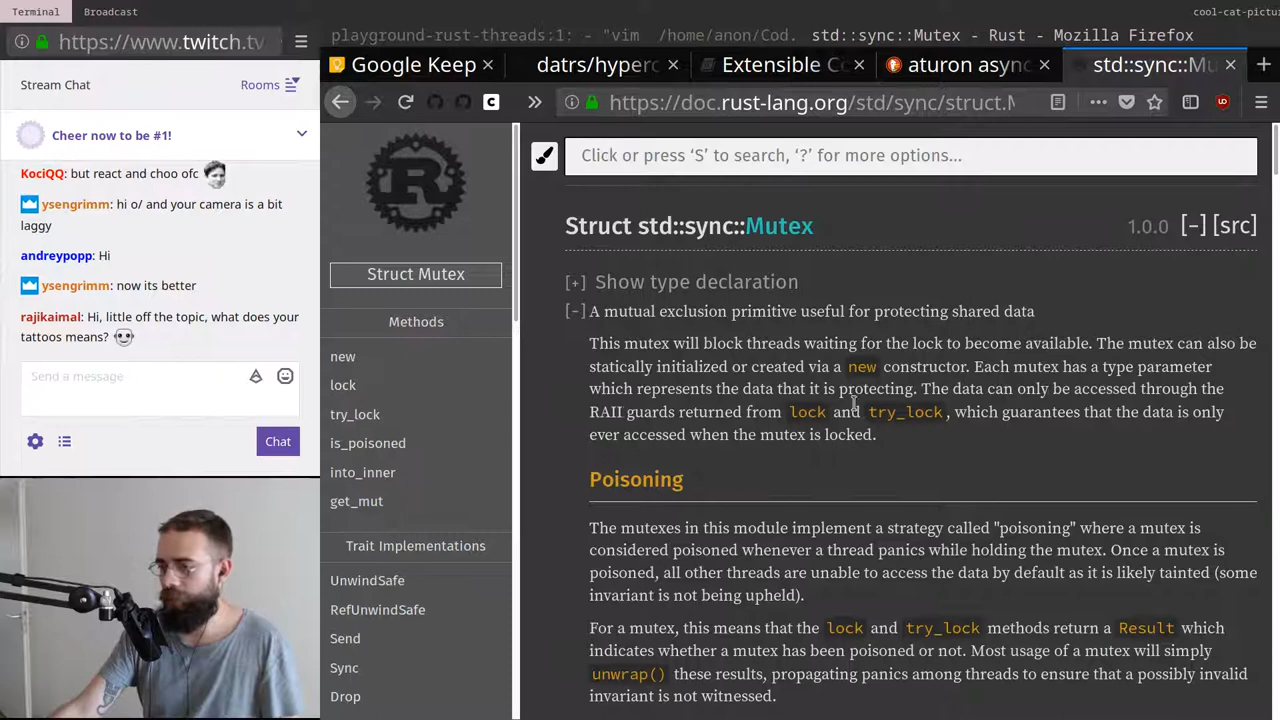 Terminal
Broadcast
cool-cat-pictu
https://www.twitch.tv
playground-rust-threads:1: - "vim
/home/anon/Cod.
std::sync::Mutex - Rust - Mozilla Firefox
Google Keep
datrs/hyperc
Extensible Co
aturon async
std::sync::Mu
https://doc.rust-lang.org/std/sync/struct.M
Stream Chat
Rooms
Cheer now to be #1!
KociQQ: but react and choo ofc
ysengrimm: hi o/ and your camera is a bit
laggy
andreypopp: Hi
ysengrimm: now its better
rajikaimal: Hi, little off the topic, what does your
tattoos means?
Send a message
Chat
R
Struct Mutex
Methods
new
lock
try_lock
is_poisoned
into_inner
get_mut
Trait Implementations
UnwindSafe
RefUnwindSafe
Send
Sync
Drop
Click or press ‘S’ to search, ‘?’ for more options…
Struct std::sync::Mutex
1.0.0 [−] [src]
[+] Show type declaration
[−] A mutual exclusion primitive useful for protecting shared data
This mutex will block threads waiting for the lock to become available. The mutex can also be
statically initialized or created via a new constructor. Each mutex has a type parameter
which represents the data that it is protecting. The data can only be accessed through the
RAII guards returned from lock and try_lock, which guarantees that the data is only
ever accessed when the mutex is locked.
Poisoning
The mutexes in this module implement a strategy called "poisoning" where a mutex is
considered poisoned whenever a thread panics while holding the mutex. Once a mutex is
poisoned, all other threads are unable to access the data by default as it is likely tainted (some
invariant is not being upheld).
For a mutex, this means that the lock and try_lock methods return a Result which
indicates whether a mutex has been poisoned or not. Most usage of a mutex will simply
unwrap() these results, propagating panics among threads to ensure that a possibly invalid
invariant is not witnessed.